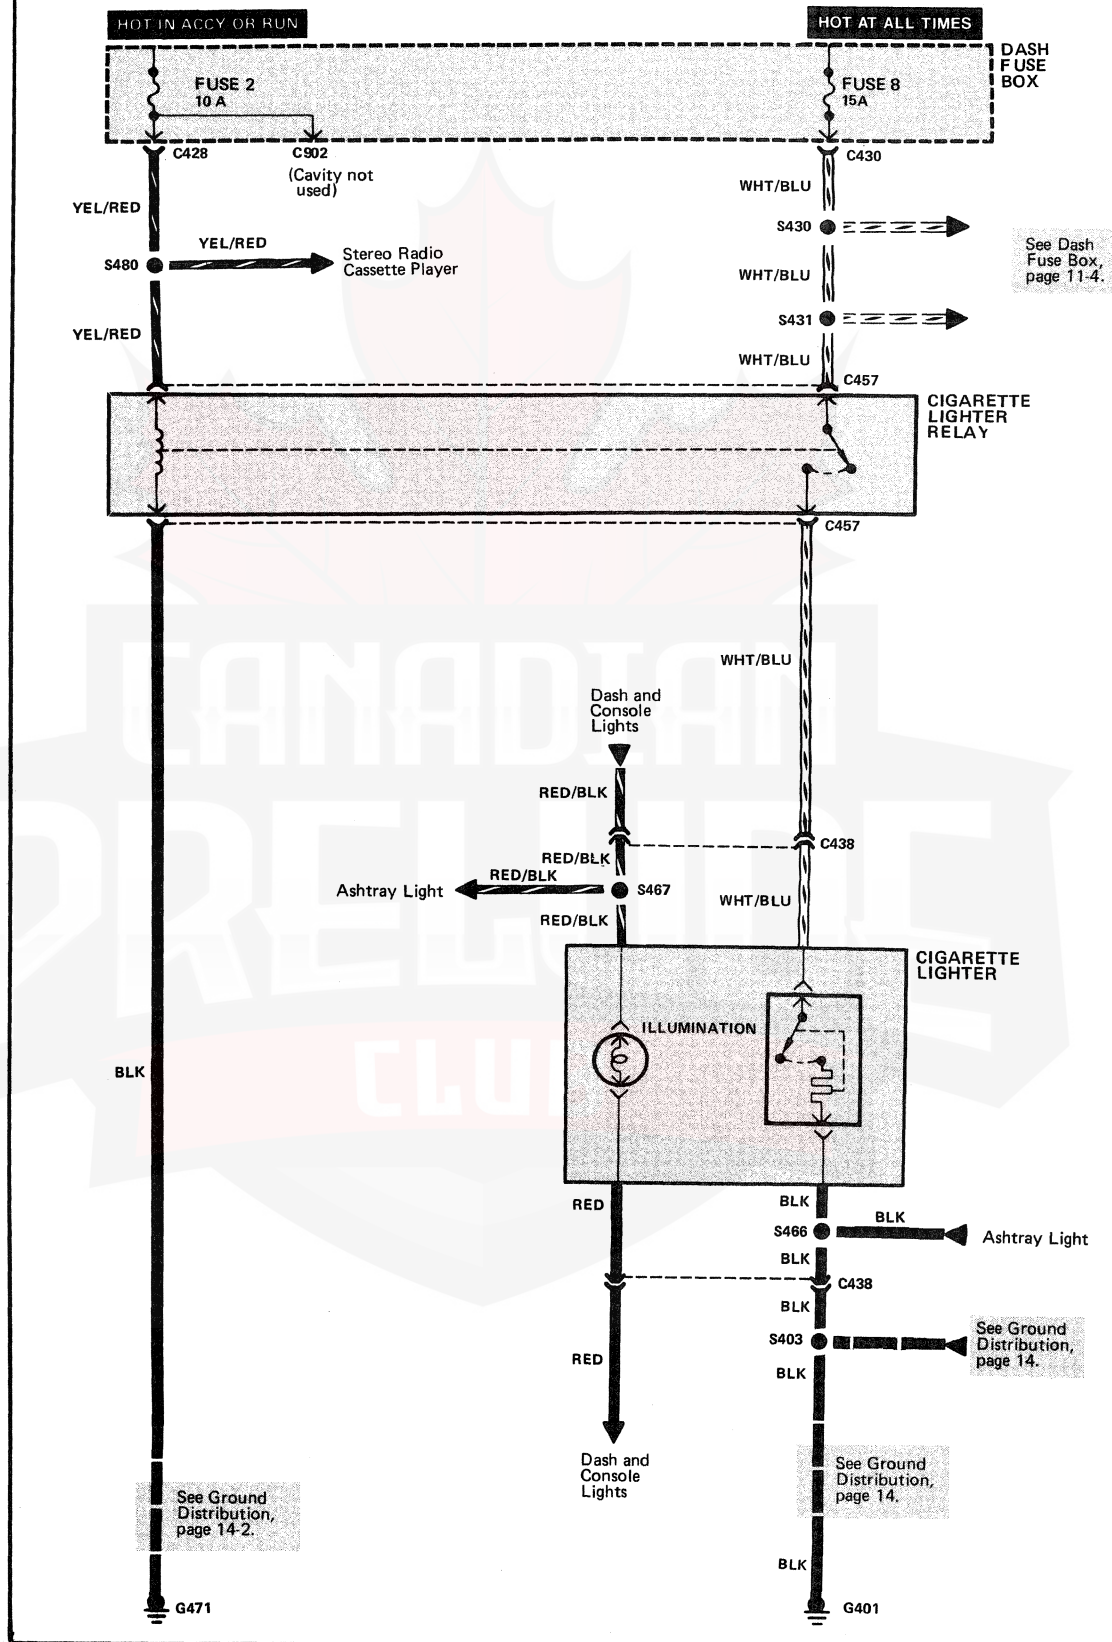 HOT IN ACCY OR RUN
HOT AT ALL TIMES
DASH
FUSE
BOX
FUSE 2
10 A
FUSE 8
15A
C428
C902
(Cavity not
used)
C430
YEL/RED
WHT/BLU
S430
YEL/RED
S480
Stereo Radio
Cassette Player
See Dash
Fuse Box,
page 11-4.
WHT/BLU
S431
YEL/RED
WHT/BLU
C457
CIGARETTE
LIGHTER
RELAY
C457
WHT/BLU
CANADIAN
PRELUDE
CLUB
Dash and
Console
Lights
RED/BLK
C438
RED/BLK
RED/BLK
Ashtray Light
S467
WHT/BLU
RED/BLK
CIGARETTE
LIGHTER
ILLUMINATION
BLK
RED
BLK
S466
BLK
Ashtray Light
BLK
C438
BLK
S403
See Ground
Distribution,
page 14.
RED
BLK
Dash and
Console
Lights
See Ground
Distribution,
page 14.
See Ground
Distribution,
page 14-2.
BLK
G471
G401